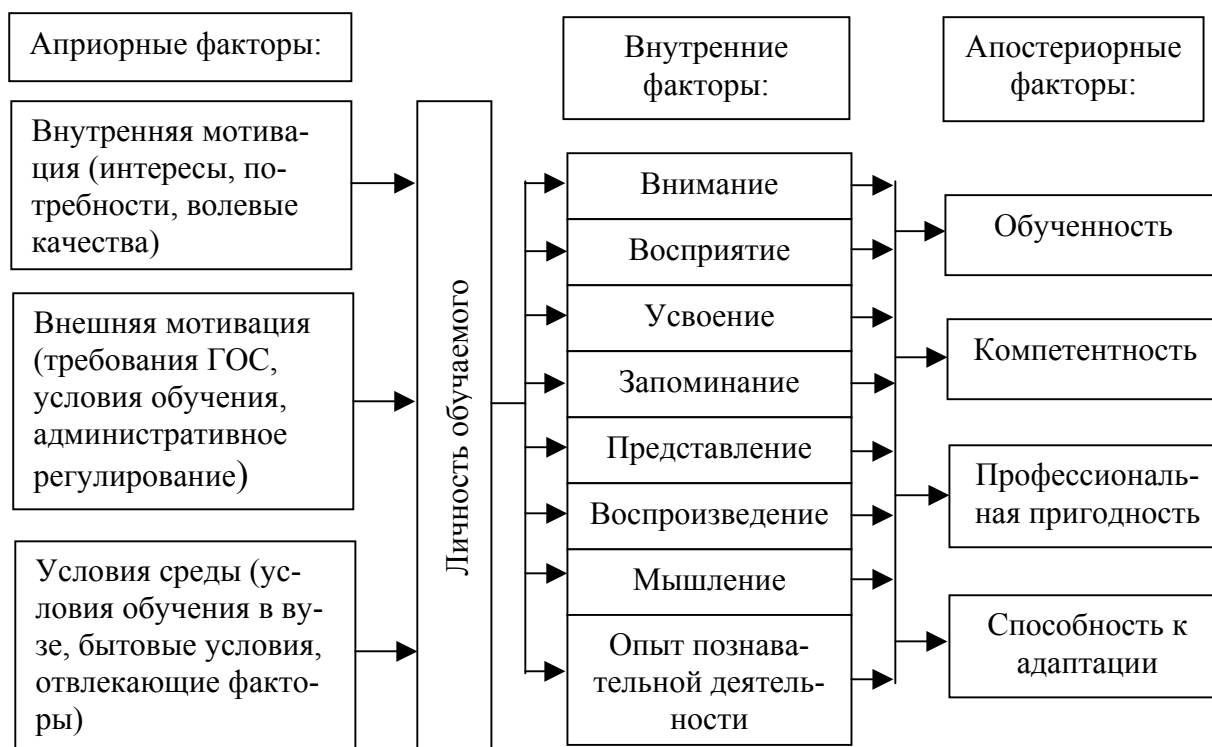 Априорные факторы:
Внутренняя мотива-
ция (интересы, по-
требности, волевые
качества)
Внешняя мотивация
(требования ГОС,
условия обучения,
административное
регулирование)
Условия среды (ус-
ловия обучения в ву-
зе, бытовые условия,
отвлекающие факто-
ры)
Личность обучаемого
Внутренние
факторы:
Внимание
Восприятие
Усвоение
Запоминание
Представление
Воспроизведение
Мышление
Опыт познава-
тельной деятель-
ности
Апостериорные
факторы:
Обученность
Компетентность
Профессиональ-
ная пригодность
Способность к
адаптации